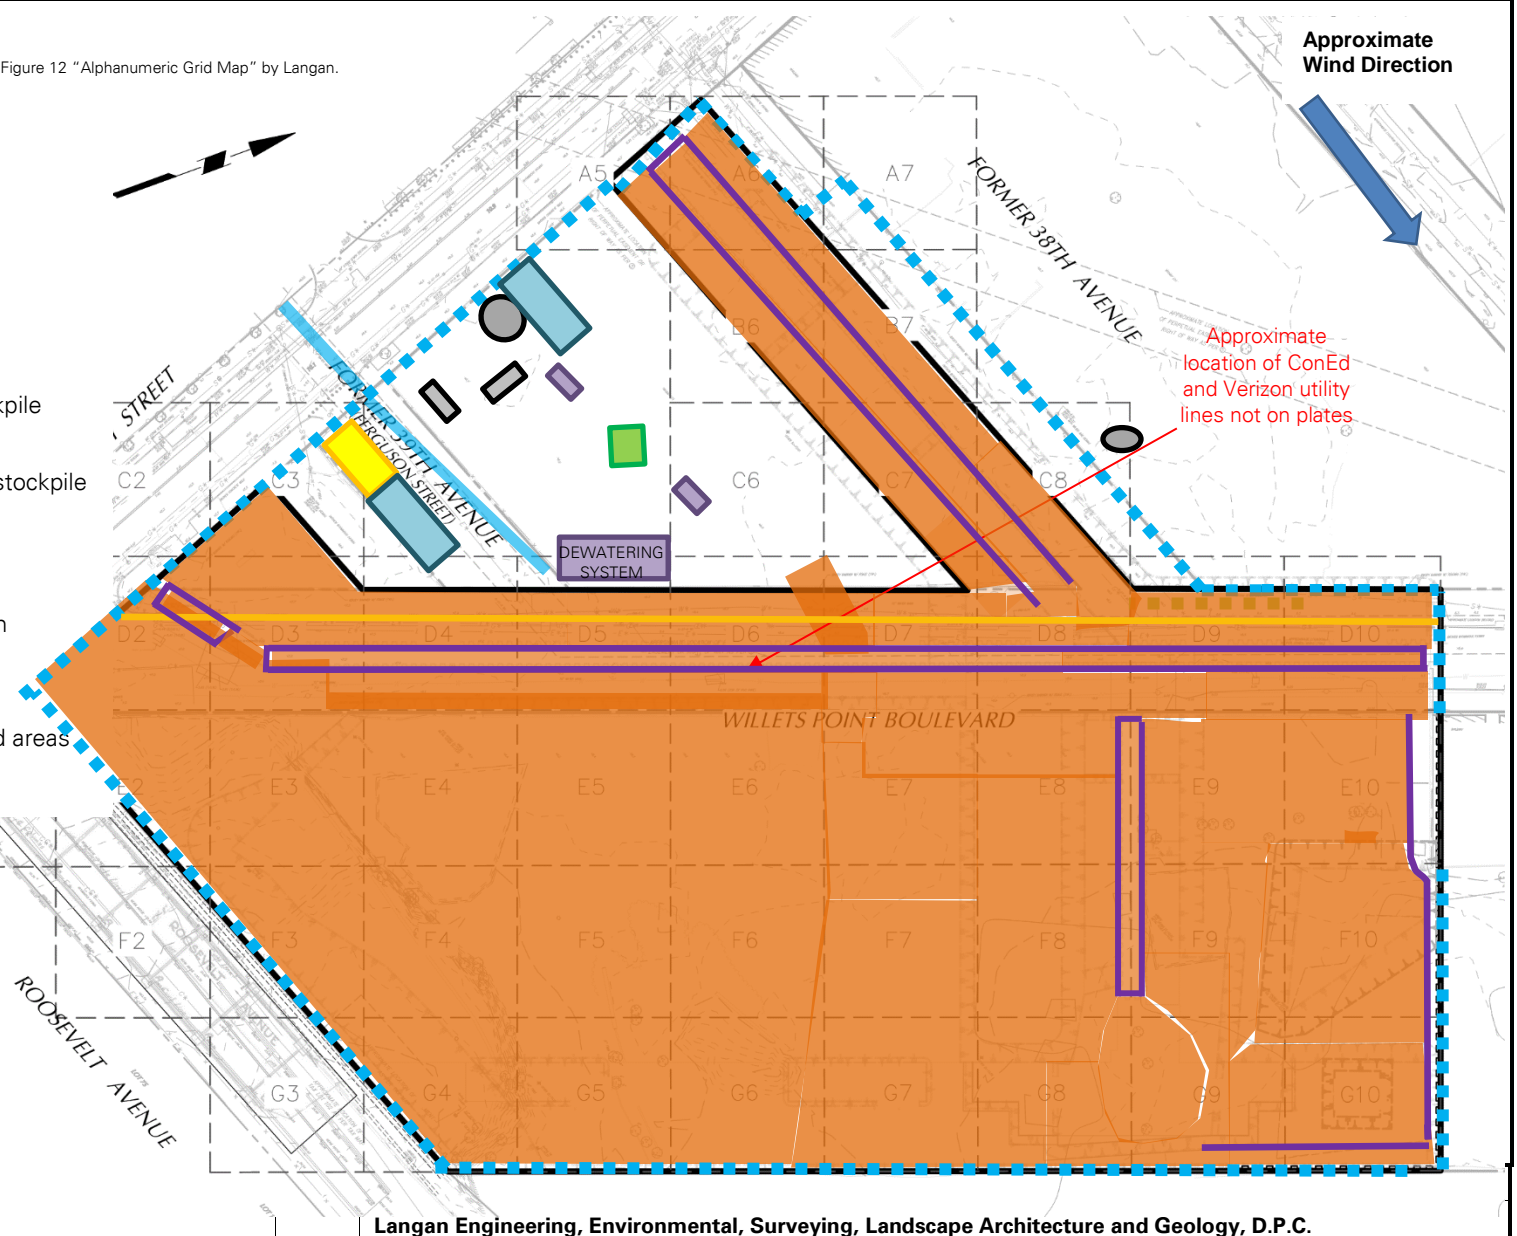 Figure 12 “Alphanumeric Grid Map” by Langan.
Approximate
Wind Direction
A5
A6
A7
FORMER 38TH AVENUE
B6
B7
Approximate
location of ConEd
and Verizon utility
lines not on plates
STREET
FORMER 39TH AVENUE
(FERGUSON STREET)
kpile
stockpile
C2
C3
C6
C7
C8
DEWATERING
SYSTEM
n
D2
D3
D4
D5
D6
D7
D8
D9
D10
WILLETS POINT BOULEVARD
d areas
E2
E3
E4
E5
E6
E7
E8
E9
E10
F2
F3
F4
F5
F6
F7
F8
F9
F10
ROOSEVELT AVENUE
G3
G4
G5
G6
G7
G8
G9
G10
Langan Engineering, Environmental, Surveying, Landscape Architecture and Geology, D.P.C.